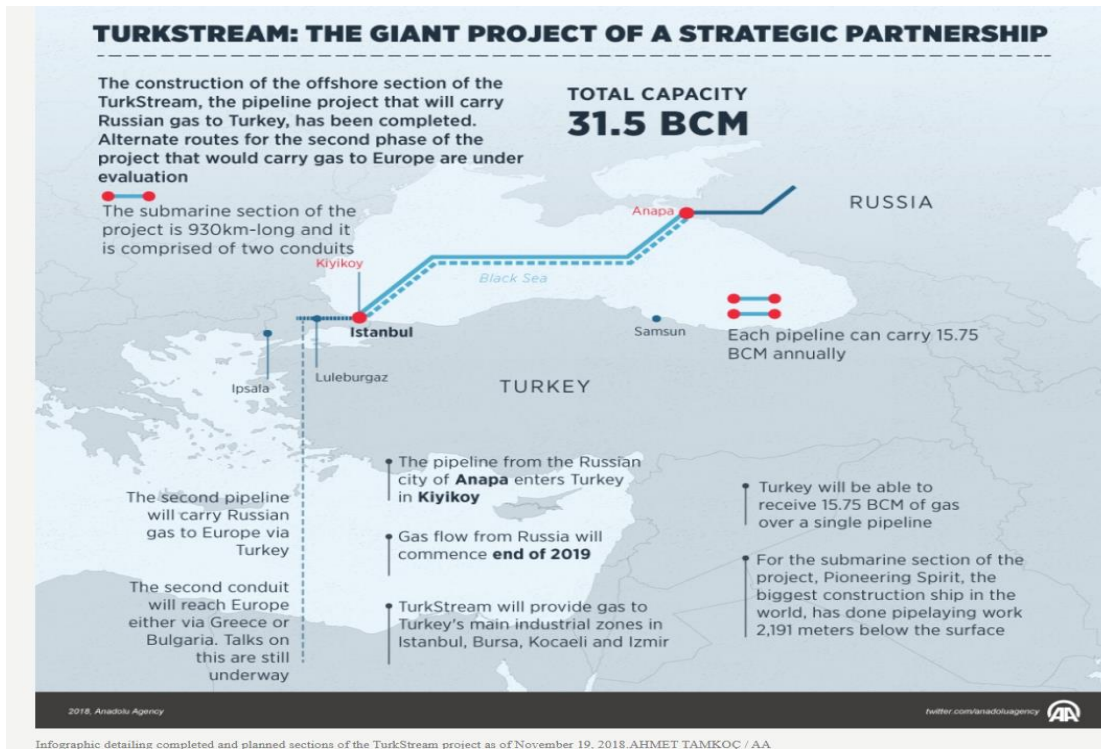 TURKSTREAM: THE GIANT PROJECT OF A STRATEGIC PARTNERSHIP
The construction of the offshore section of the
TurkStream, the pipeline project that will carry
Russian gas to Turkey, has been completed.
Alternate routes for the second phase of the
project that would carry gas to Europe are under
evaluation
TOTAL CAPACITY
31.5 BCM
The submarine section of the
project is 930km-long and it
is comprised of two conduits
Anapa
RUSSIA
Kiyikoy
Black Sea
Istanbul
Samsun
Each pipeline can carry 15.75
BCM annually
Ipsala
Luleburgaz
TURKEY
The second pipeline
will carry Russian
gas to Europe via
Turkey
The second conduit
will reach Europe
either via Greece or
Bulgaria. Talks on
this are still
underway
The pipeline from the Russian
city of Anapa enters Turkey
in Kiyikoy
Gas flow from Russia will
commence end of 2019
TurkStream will provide gas to
Turkey's main industrial zones in
Istanbul, Bursa, Kocaeli and Izmir
Turkey will be able to
receive 15.75 BCM of gas
over a single pipeline
For the submarine section of the
project, Pioneering Spirit, the
biggest construction ship in the
world, has done pipelaying work
2,191 meters below the surface
2018, Anadolu Agency
twitter.com/anadoluagency
AA
Infographic detailing completed and planned sections of the TurkStream project as of November 19, 2018.AHMET TAMKOÇ / AA